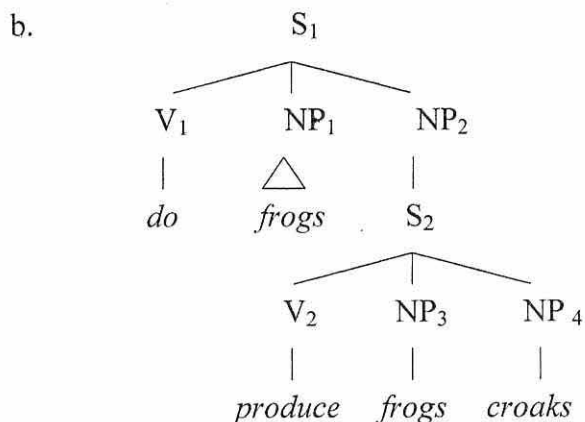 b.
S₁
V₁ NP₁ NP₂
do frogs S₂
V₂ NP₃ NP₄
produce frogs croaks